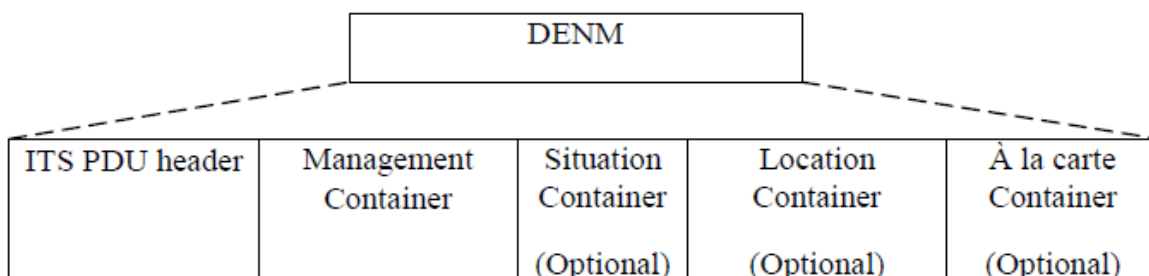 DENM
ITS PDU header
Management
Container
Situation
Container
(Optional)
Location
Container
(Optional)
À la carte
Container
(Optional)